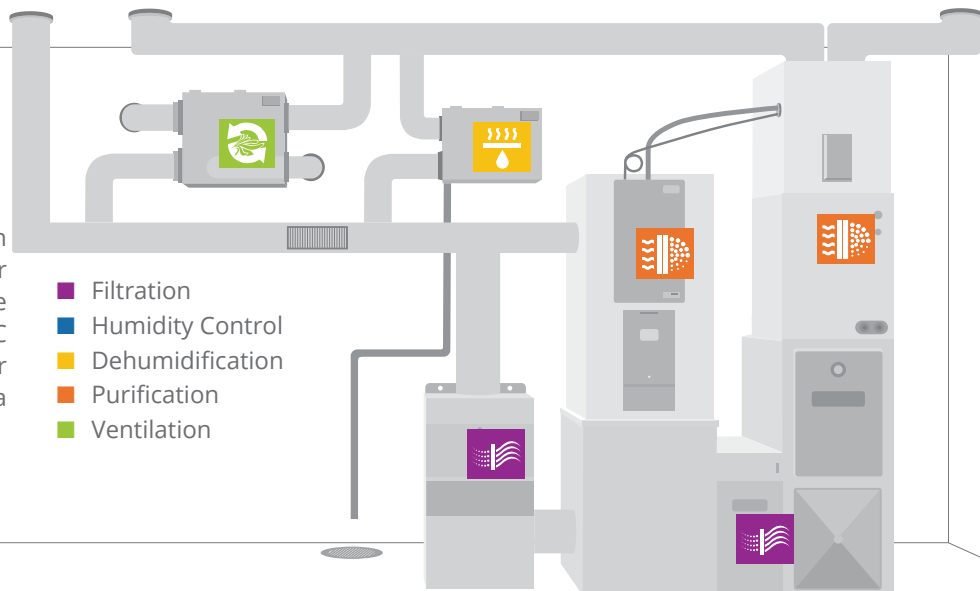 Filtration
Humidity Control
Dehumidification
Purification
Ventilation